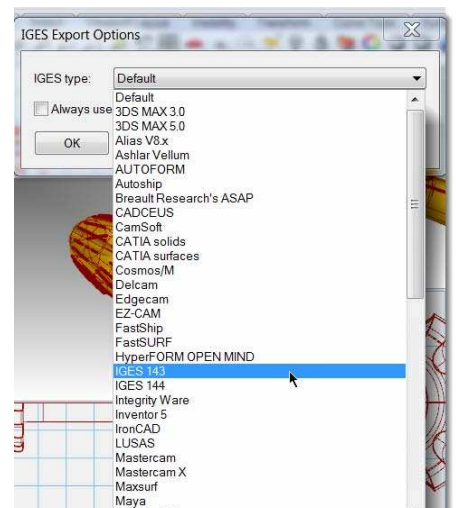 IGES Export Options
IGES type: Default
Always use
OK
Default
3DS MAX 3.0
3DS MAX 5.0
Alias V8.x
Ashlar Vellum
AUTOFORM
Autoship
Breault Research's ASAP
CADCEUS
CamSoft
CATIA solids
CATIA surfaces
Cosmos/M
Delcam
Edgecam
EZ-CAM
FastShip
FastSURF
HyperFORM OPEN MIND
IGES 143
IGES 144
Integrity Ware
Inventor 5
IronCAD
LUSAS
Mastercam
Mastercam X
Maxsurf
Maya